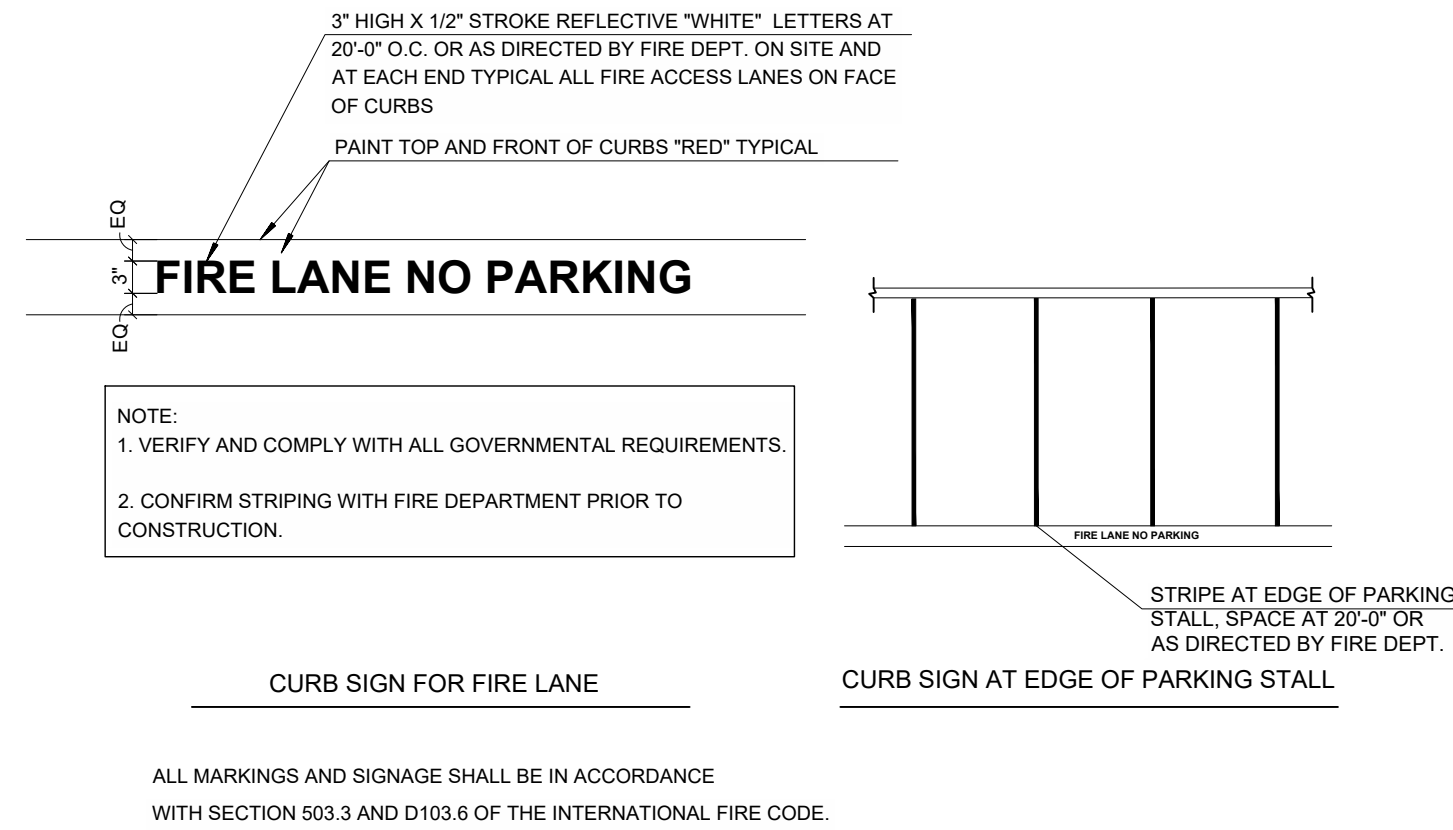 3" HIGH X 1/2" STROKE REFLECTIVE "WHITE" LETTERS AT
20'-0" O.C. OR AS DIRECTED BY FIRE DEPT. ON SITE AND
AT EACH END TYPICAL ALL FIRE ACCESS LANES ON FACE
OF CURBS
PAINT TOP AND FRONT OF CURBS "RED" TYPICAL
EQ
3"
EQ
FIRE LANE NO PARKING
NOTE:
1. VERIFY AND COMPLY WITH ALL GOVERNMENTAL REQUIREMENTS.
2. CONFIRM STRIPING WITH FIRE DEPARTMENT PRIOR TO
CONSTRUCTION.
FIRE LANE NO PARKING
STRIPE AT EDGE OF PARKING
STALL, SPACE AT 20'-0" OR
AS DIRECTED BY FIRE DEPT.
CURB SIGN FOR FIRE LANE
CURB SIGN AT EDGE OF PARKING STALL
ALL MARKINGS AND SIGNAGE SHALL BE IN ACCORDANCE
WITH SECTION 503.3 AND D103.6 OF THE INTERNATIONAL FIRE CODE.